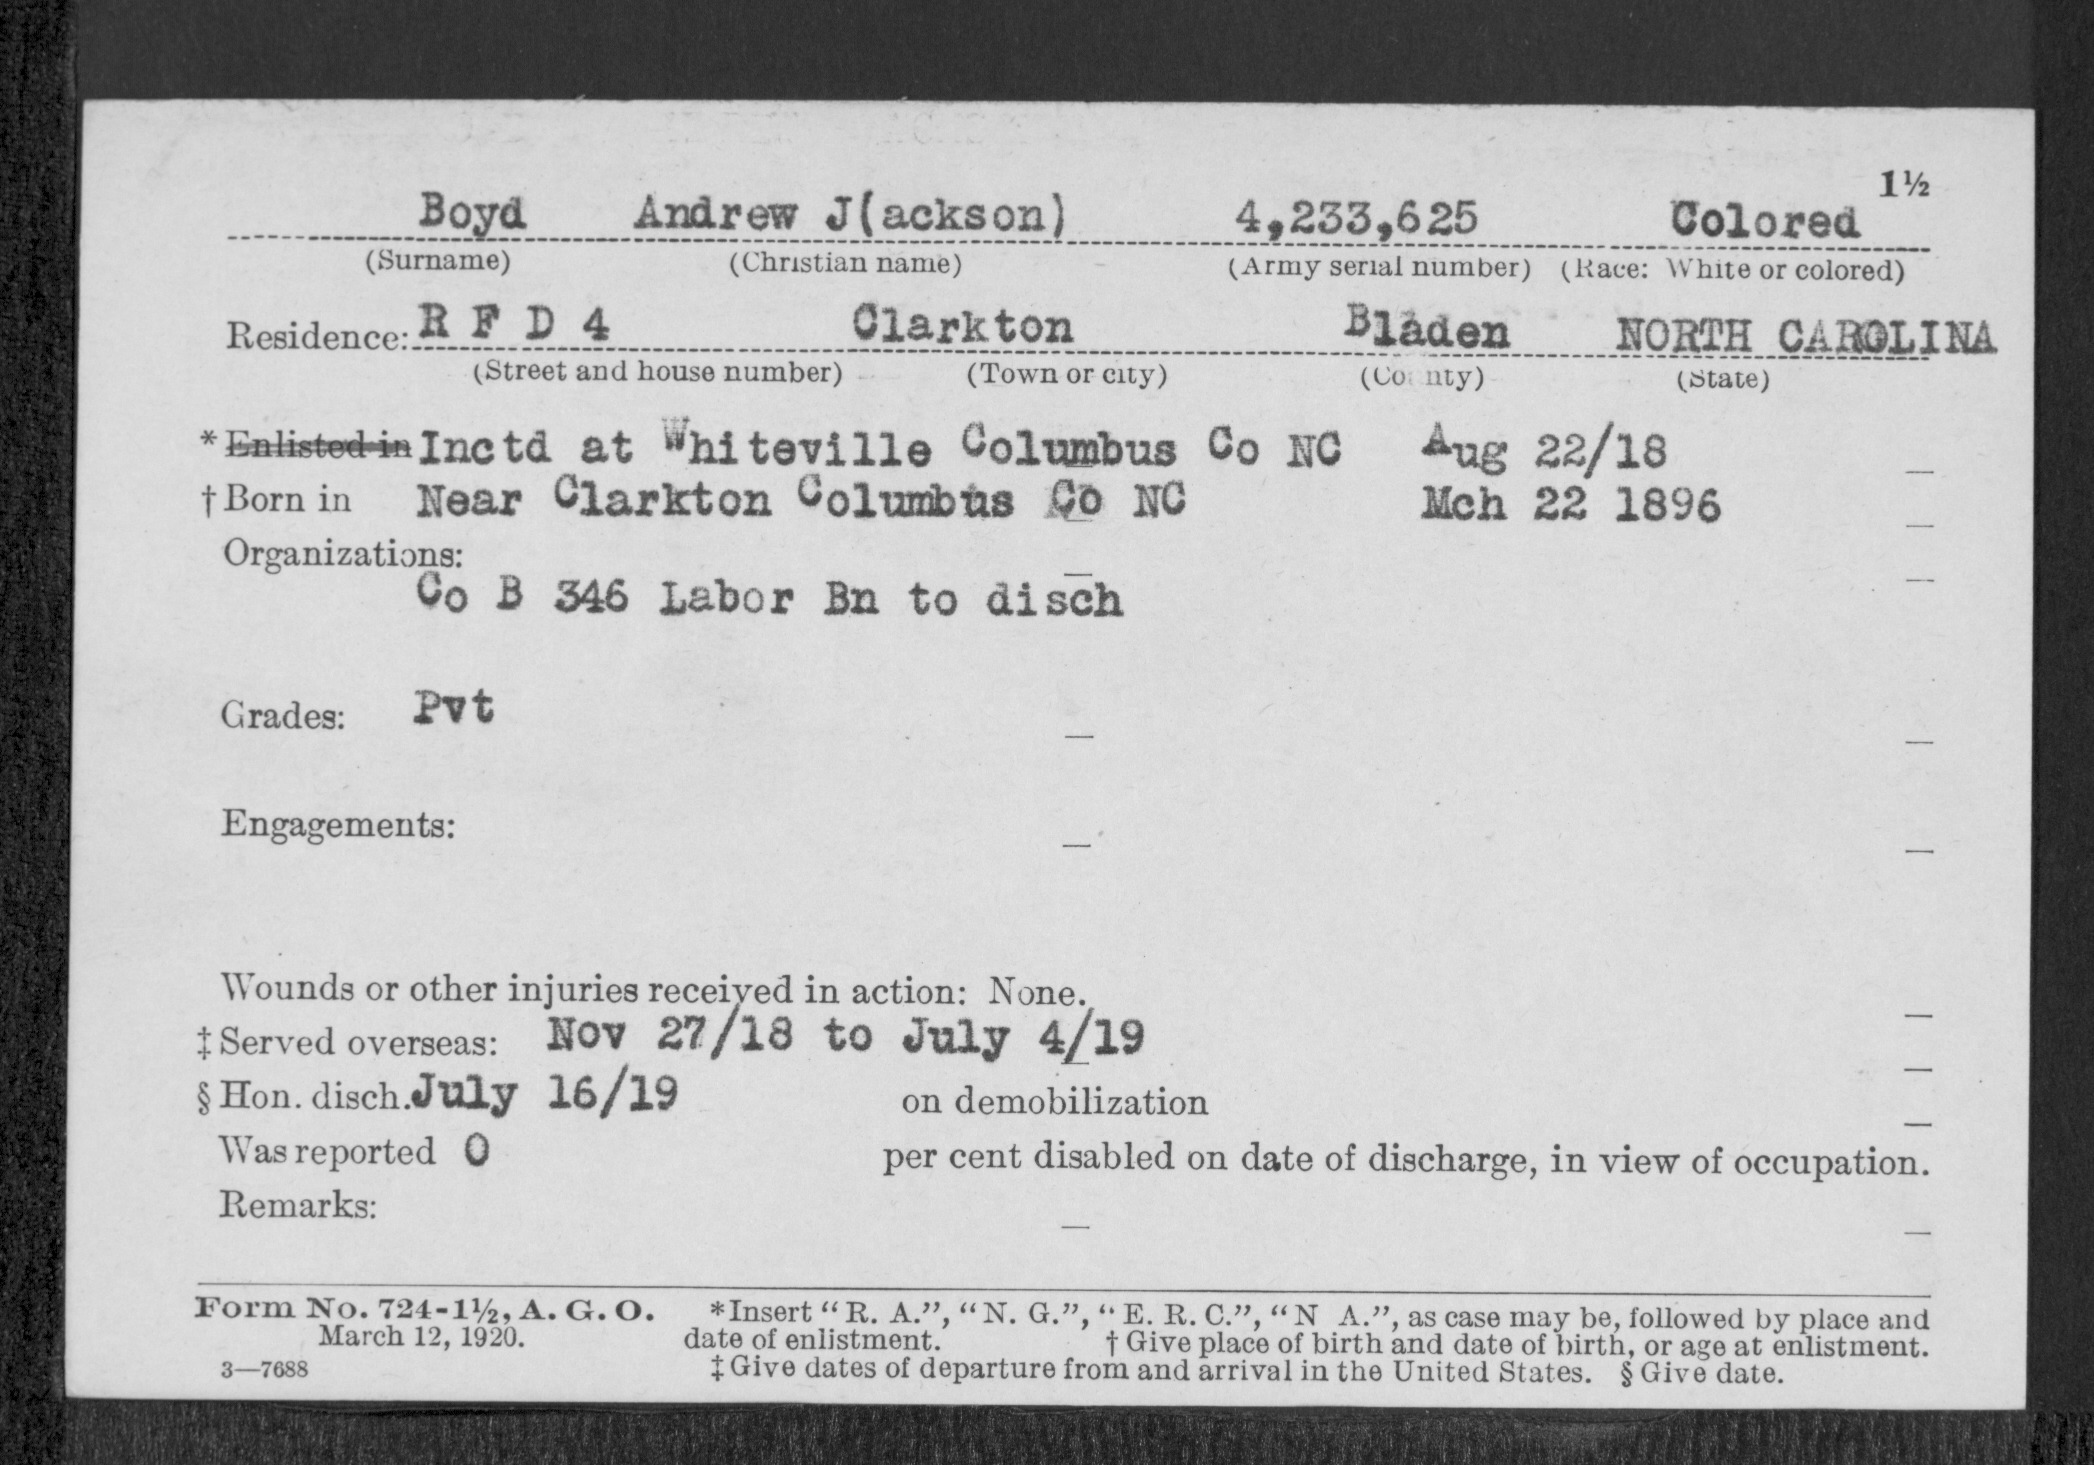 1½
Boyd Andrew J(ackson) 4,233,625 Colored
(Surname) (Christian name) (Army serial number) (Race: White or colored)
Residence: R F D 4 Clarkton Bladen NORTH CAROLINA
(Street and house number) (Town or city) (County) (State)
* Enlisted in Inctd at Whiteville Columbus Co NC Aug 22/18
† Born in Near Clarkton Columbus Co NC Mch 22 1896
Organizations:
Co B 346 Labor Bn to disch
Grades: Pvt
Engagements:
Wounds or other injuries received in action: None.
‡ Served overseas: Nov 27/18 to July 4/19
§ Hon. disch. July 16/19 on demobilization
Was reported 0 per cent disabled on date of discharge, in view of occupation.
Remarks:
Form No. 724-1½, A. G. O. *Insert “R. A.”, “N. G.”, “E. R. C.”, “N A.”, as case may be, followed by place and
March 12, 1920. date of enlistment. † Give place of birth and date of birth, or age at enlistment.
3—7688 ‡ Give dates of departure from and arrival in the United States. § Give date.